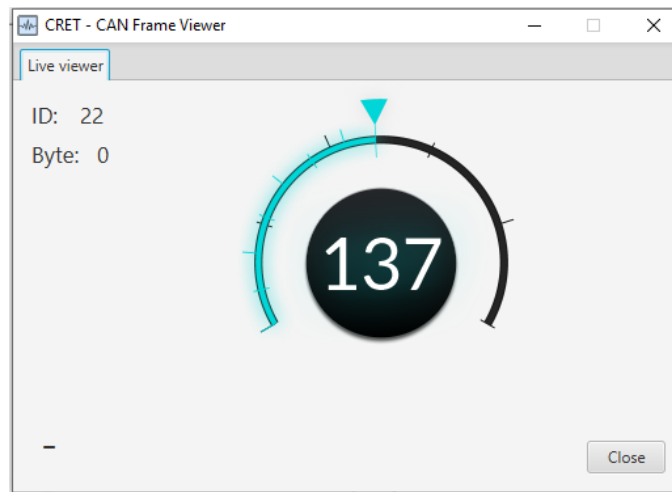 CRET - CAN Frame Viewer
Live viewer
ID: 22
Byte: 0
137
-
Close